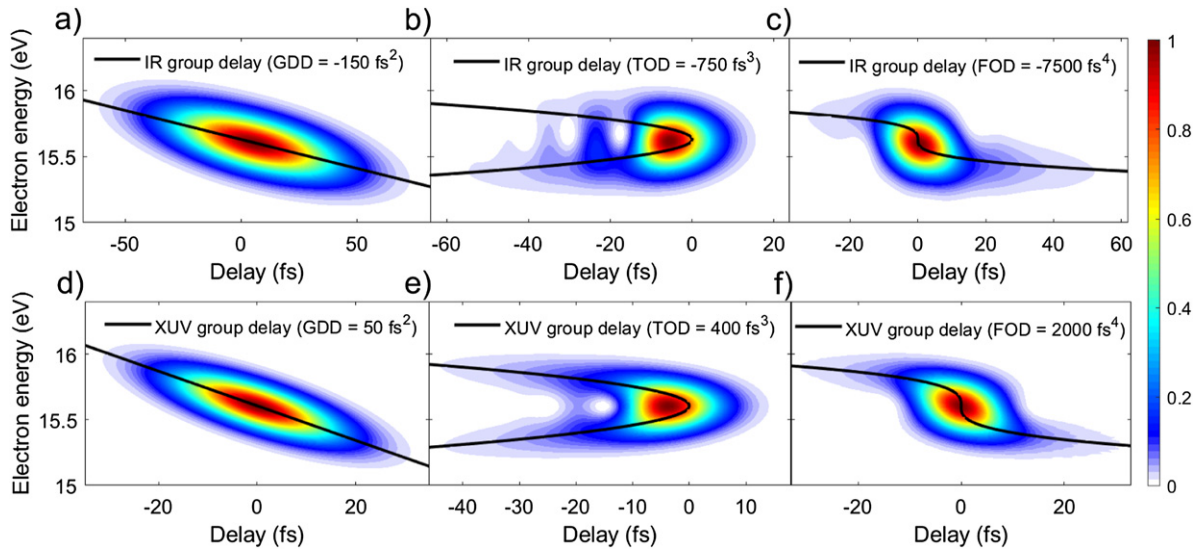 a)
b)
c)
IR group delay (GDD = -150 fs²)
IR group delay (TOD = -750 fs³)
IR group delay (FOD = -7500 fs⁴)
Electron energy (eV)
16
15.5
15
-50 0 50
-60 -40 -20 0
-20 0 20 40 60
Delay (fs)
Delay (fs)
Delay (fs)
d)
e)
f)
XUV group delay (GDD = 50 fs²)
XUV group delay (TOD = 400 fs³)
XUV group delay (FOD = 2000 fs⁴)
Electron energy (eV)
16
15.5
15
-20 0 20
-40 -30 -20 -10 0 10
-20 0 20
Delay (fs)
Delay (fs)
Delay (fs)
1
0.8
0.6
0.4
0.2
0